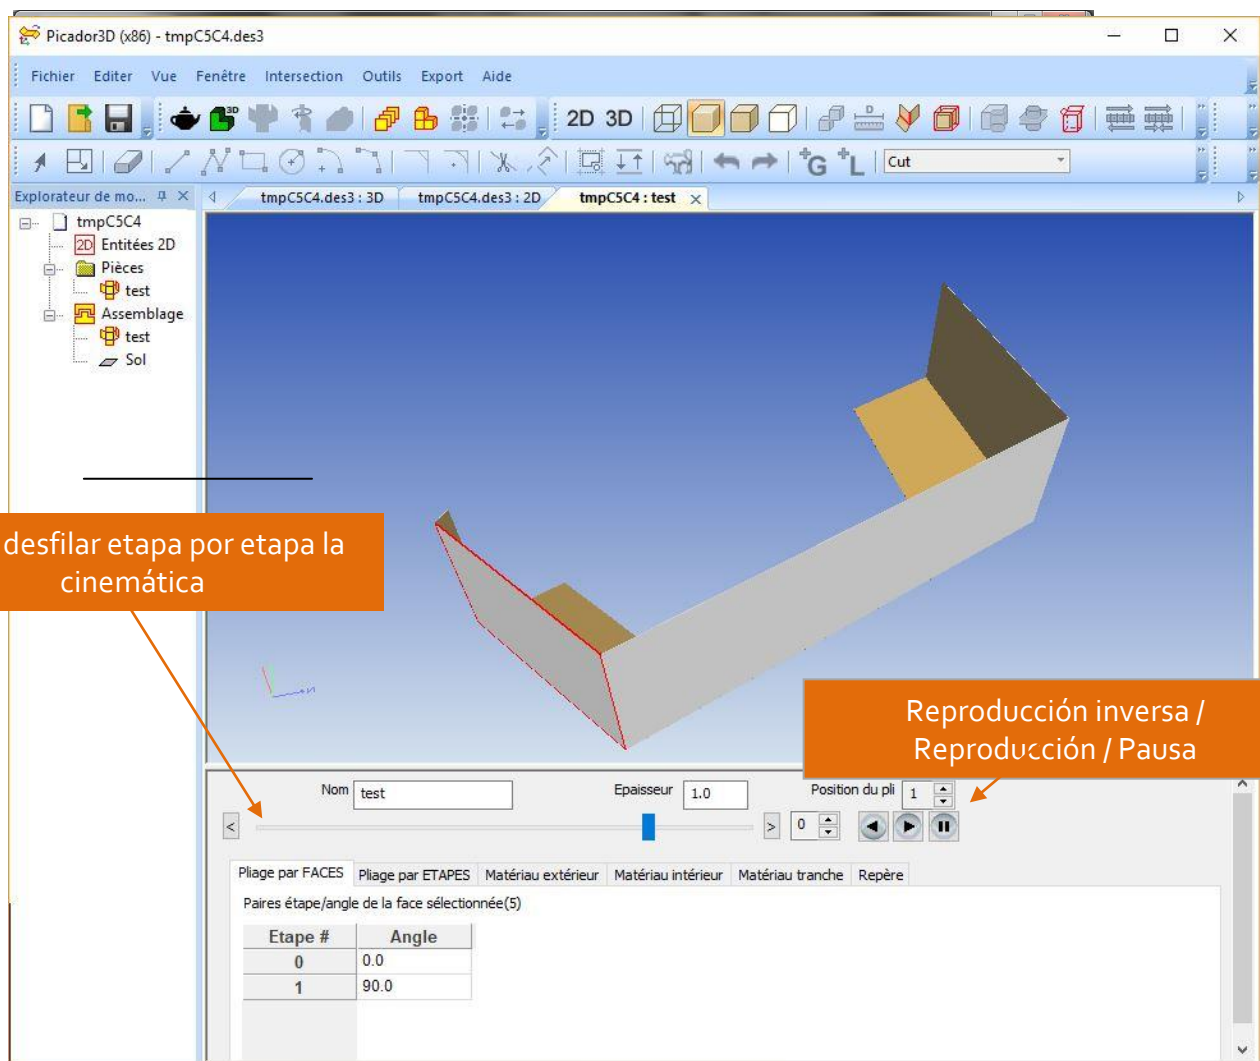 Picador3D (x86) - tmpC5C4.des3
Fichier Editer Vue Fenêtre Intersection Outils Export Aide
3D 2D 3D D
G L Cut
Explorateur de mo... tmpC5C4.des3 : 3D tmpC5C4.des3 : 2D tmpC5C4 : test
tmpC5C4
2D Entitées 2D
Pièces
test
Assemblage
test
Sol
desfilar etapa por etapa la
cinemática
Reproducción inversa /
Reproducción / Pausa
Nom test Epaisseur 1.0 Position du pli 1
< > 0
Pliage par FACES Pliage par ETAPES Matériau extérieur Matériau intérieur Matériau tranche Repère
Paires étape/angle de la face sélectionnée(5)
Etape # Angle
0 0.0
1 90.0